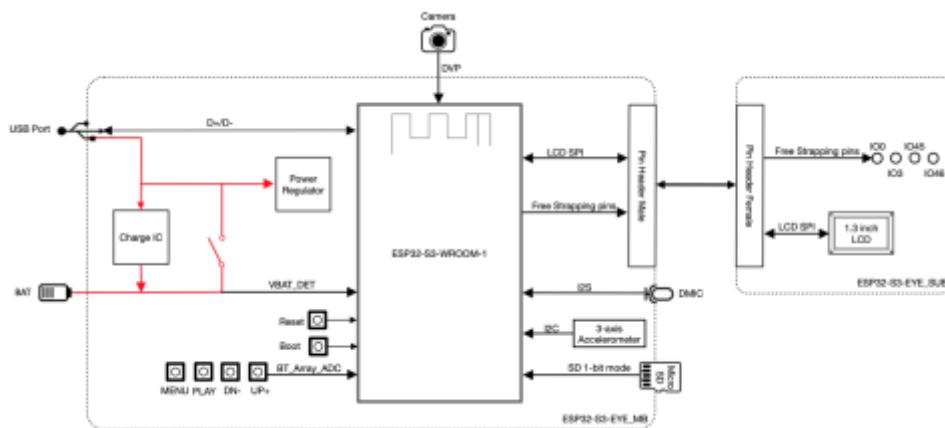 Camera
DVP
USB Port
D+/D-
Power
Regulator
Charge IC
BAT
VBAT_DET
Reset
Boot
BT_Array_ADC
MENU PLAY DN- UP+
ESP32-S3-WROOM-1
LCD SPI
Free Strapping pins
I2S
DMIC
I2C
3-axis
Accelerometer
SD 1-bit mode
Micro
SD
ESP32-S3-EYE_MB
Pin Header Male
Pin Header Female
Free Strapping pins
IO0 IO45
IO3 IO46
LCD SPI
1.3 inch
LCD
ESP32-S3-EYE_SUB